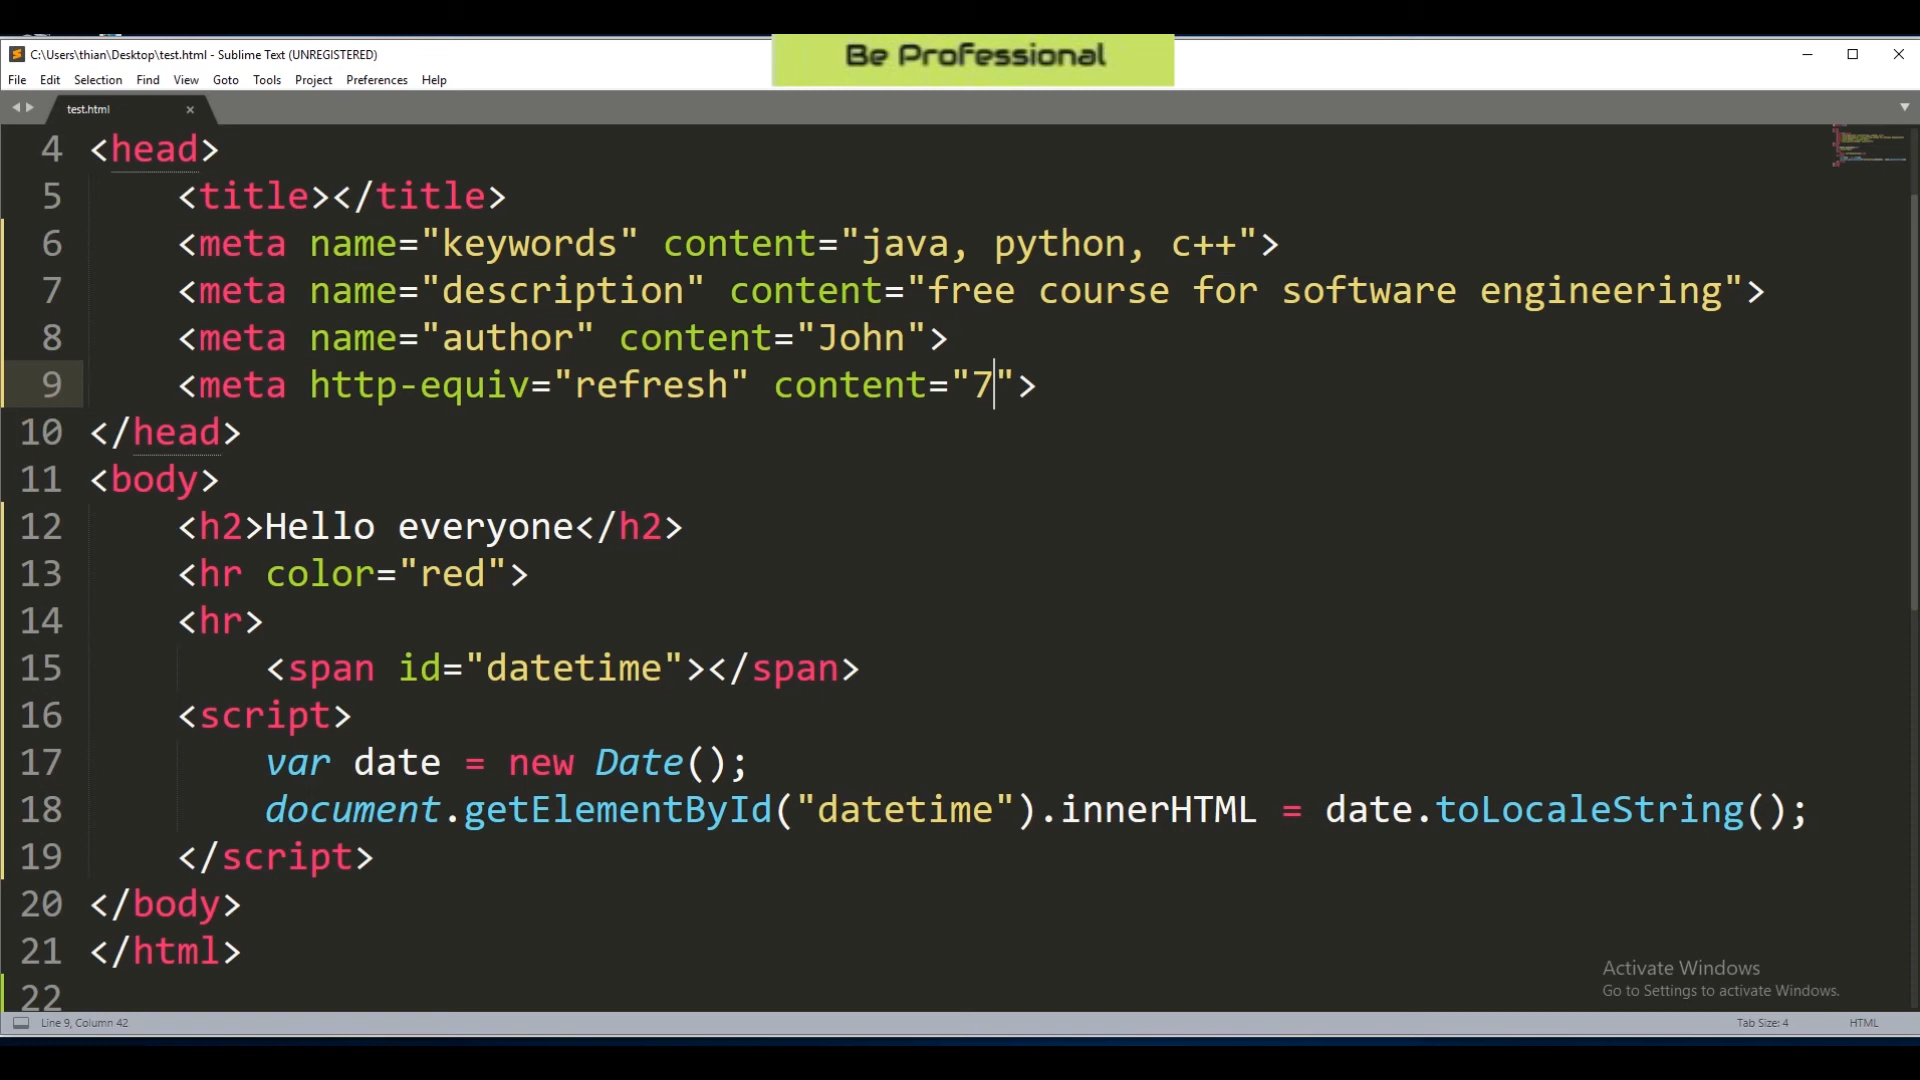 C:\Users\thian\Desktop\test.html - Sublime Text (UNREGISTERED)
Be Professional
File Edit Selection Find View Goto Tools Project Preferences Help
test.html
4 <head>
5 <title></title>
6 <meta name="keywords" content="java, python, c++">
7 <meta name="description" content="free course for software engineering">
8 <meta name="author" content="John">
9 <meta http-equiv="refresh" content="7">
10 </head>
11 <body>
12 <h2>Hello everyone</h2>
13 <hr color="red">
14 <hr>
15 <span id="datetime"></span>
16 <script>
17 var date = new Date();
18 document.getElementById("datetime").innerHTML = date.toLocaleString();
19 </script>
20 </body>
21 </html>
22
Activate Windows
Go to Settings to activate Windows.
Line 9, Column 42
Tab Size: 4
HTML